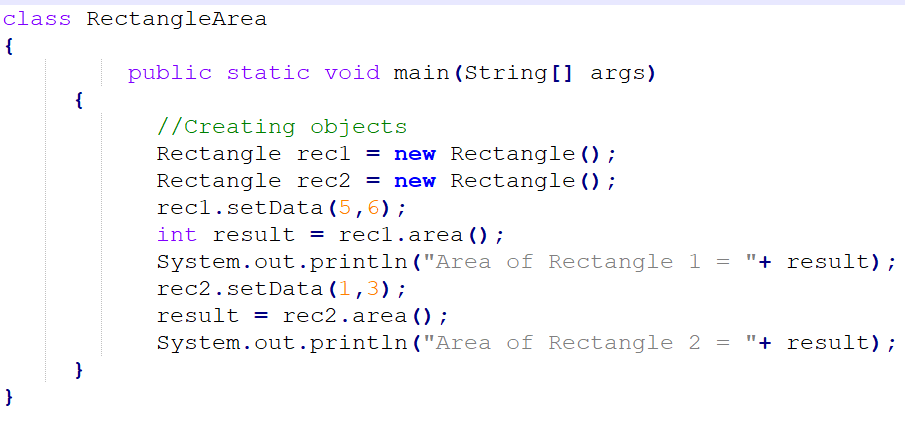 class RectangleArea
{
public static void main(String[] args)
{
//Creating objects
Rectangle rec1 = new Rectangle();
Rectangle rec2 = new Rectangle();
rec1.setData(5,6);
int result = rec1.area();
System.out.println("Area of Rectangle 1 = "+ result);
rec2.setData(1,3);
result = rec2.area();
System.out.println("Area of Rectangle 2 = "+ result);
}
}